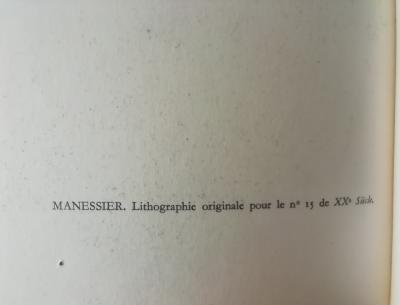 MANESSIER. Lithographie originale pour le nº 15 de XXᵉ Siècle.